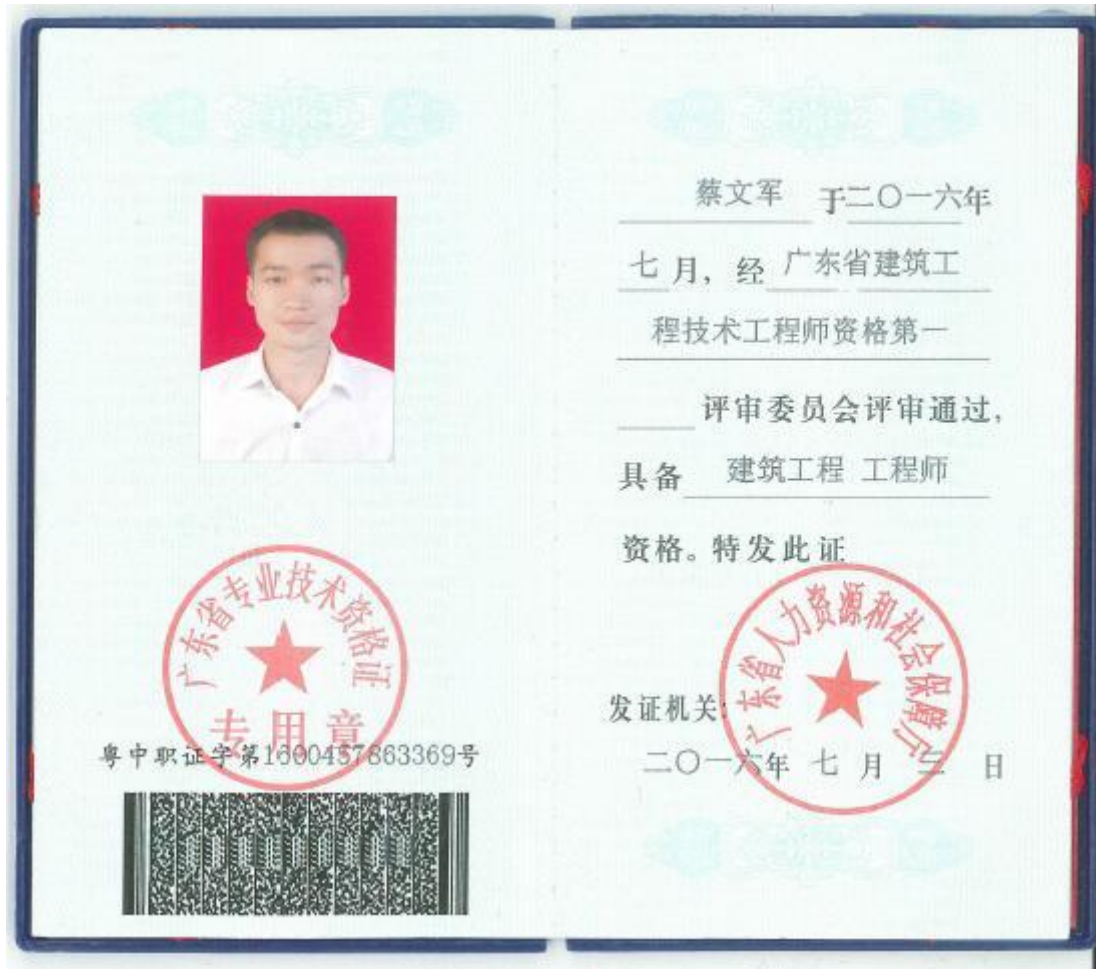 广东省专业技术资格证
专用章
粤中职证字第1600457863369号
蔡文军 于二〇一六年
七月，经 广东省建筑工
程技术工程师资格第一
评审委员会评审通过，
具备 建筑工程 工程师
资格。特发此证
广东省人力资源和社会保障厅
发证机关:
二〇一六年 七 月 三 日